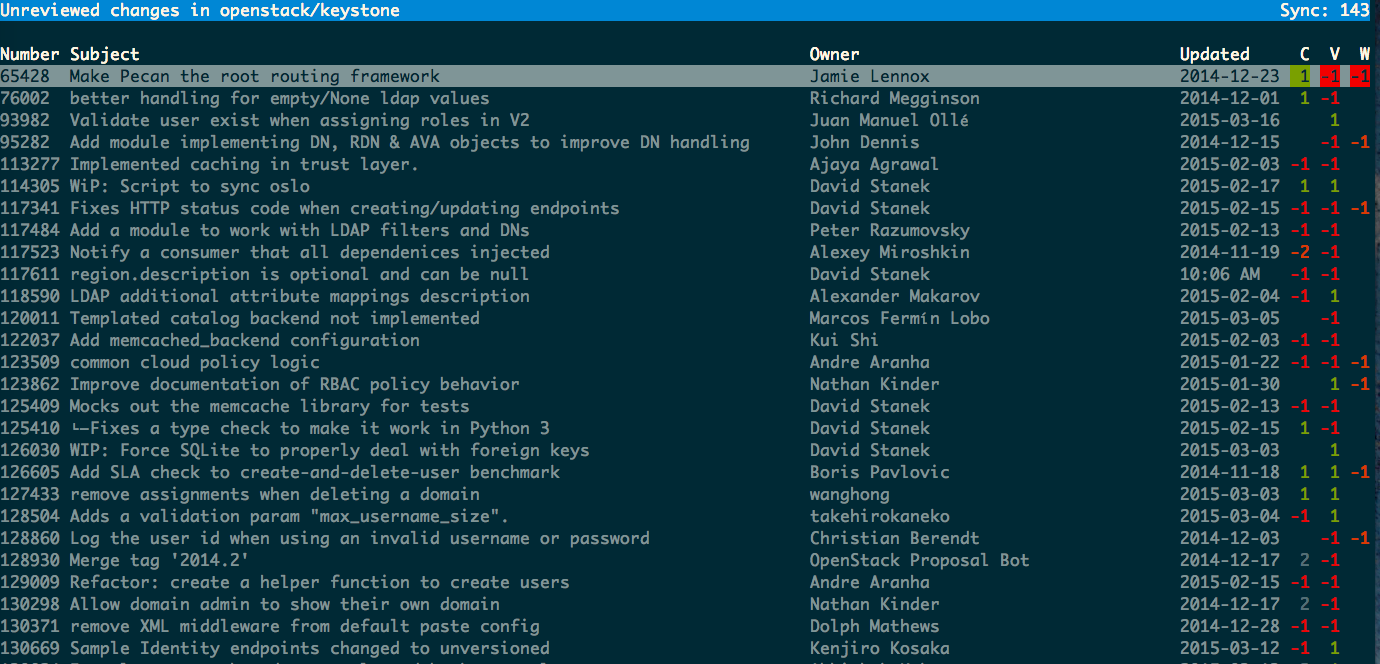 Unreviewed changes in openstack/keystone Sync: 143
Number Subject Owner Updated C V W
65428 Make Pecan the root routing framework Jamie Lennox 2014-12-23 1 -1 -1
76002 better handling for empty/None ldap values Richard Megginson 2014-12-01 1 -1
93982 Validate user exist when assigning roles in V2 Juan Manuel Ollé 2015-03-16 1
95282 Add module implementing DN, RDN & AVA objects to improve DN handling John Dennis 2014-12-15 -1 -1
113277 Implemented caching in trust layer. Ajaya Agrawal 2015-02-03 -1 -1
114305 WiP: Script to sync oslo David Stanek 2015-02-17 1 1
117341 Fixes HTTP status code when creating/updating endpoints David Stanek 2015-02-15 -1 -1 -1
117484 Add a module to work with LDAP filters and DNs Peter Razumovsky 2015-02-13 -1 -1
117523 Notify a consumer that all dependenices injected Alexey Miroshkin 2014-11-19 -2 -1
117611 region.description is optional and can be null David Stanek 10:06 AM -1 -1
118590 LDAP additional attribute mappings description Alexander Makarov 2015-02-04 -1 1
120011 Templated catalog backend not implemented Marcos Fermín Lobo 2015-03-05 -1
122037 Add memcached_backend configuration Kui Shi 2015-02-03 -1 -1
123509 common cloud policy logic Andre Aranha 2015-01-22 -1 -1 -1
123862 Improve documentation of RBAC policy behavior Nathan Kinder 2015-01-30 1 -1
125409 Mocks out the memcache library for tests David Stanek 2015-02-13 -1 -1
125410 └─Fixes a type check to make it work in Python 3 David Stanek 2015-02-15 1 -1
126030 WIP: Force SQLite to properly deal with foreign keys David Stanek 2015-03-03 1
126605 Add SLA check to create-and-delete-user benchmark Boris Pavlovic 2014-11-18 1 1 -1
127433 remove assignments when deleting a domain wanghong 2015-03-03 1 1
128504 Adds a validation param "max_username_size". takehirokaneko 2015-03-04 -1 1
128860 Log the user id when using an invalid username or password Christian Berendt 2014-12-03 -1 -1
128930 Merge tag '2014.2' OpenStack Proposal Bot 2014-12-17 2 -1
129009 Refactor: create a helper function to create users Andre Aranha 2015-02-15 -1 -1
130298 Allow domain admin to show their own domain Nathan Kinder 2014-12-17 2 -1
130371 remove XML middleware from default paste config Dolph Mathews 2014-12-28 -1 -1
130669 Sample Identity endpoints changed to unversioned Kenjiro Kosaka 2015-03-12 -1 1